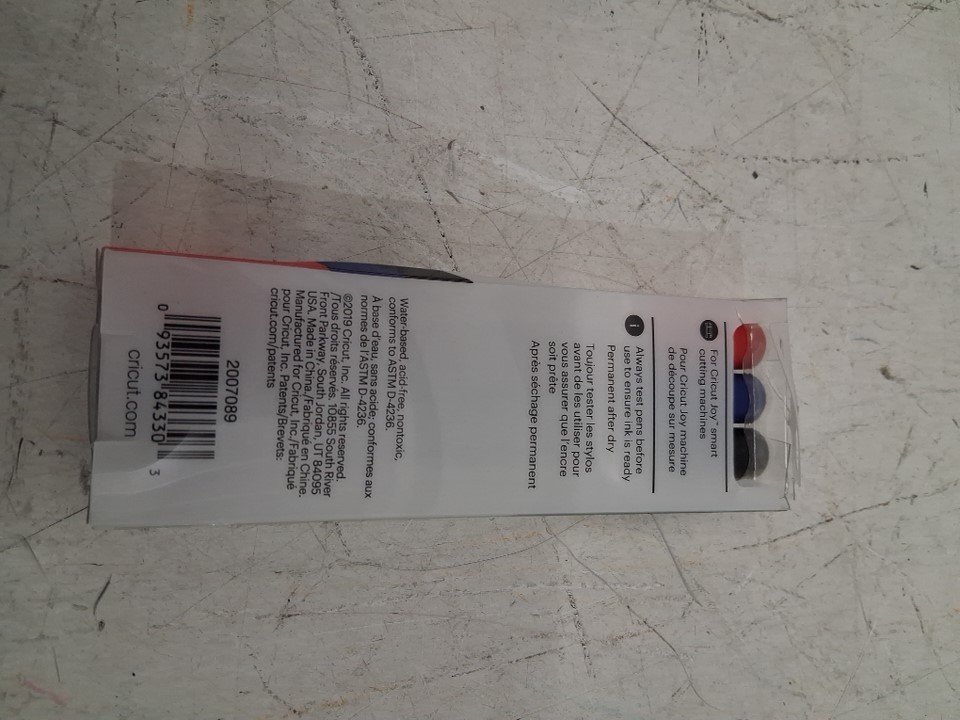 For Cricut Joy™ smart
cutting machines
Pour Cricut Joy machine
de découpe sur mesure
Always test pens before
use to ensure ink is ready
Permanent after dry
Toujour tester les stylos
avant de les utiliser pour
vous assurer que l'encre
soit prête
Après séchage permanent
Water-based, acid-free, nontoxic,
conforms to ASTM D-4236.
À base d'eau, sans acide; conformes aux
normes de l'ASTM D-4236.
©2019 Cricut, Inc. All rights reserved.
/Tous droits réservés. 10855 South River
Front Parkway, South Jordan, UT 84095
USA. Made in China./Fabriqué en Chine.
Manufactured for Cricut, Inc./Fabriqué
pour Cricut, Inc. Patents/Brevets:
cricut.com/patents
2007089
0 93573 84330 3
cricut.com